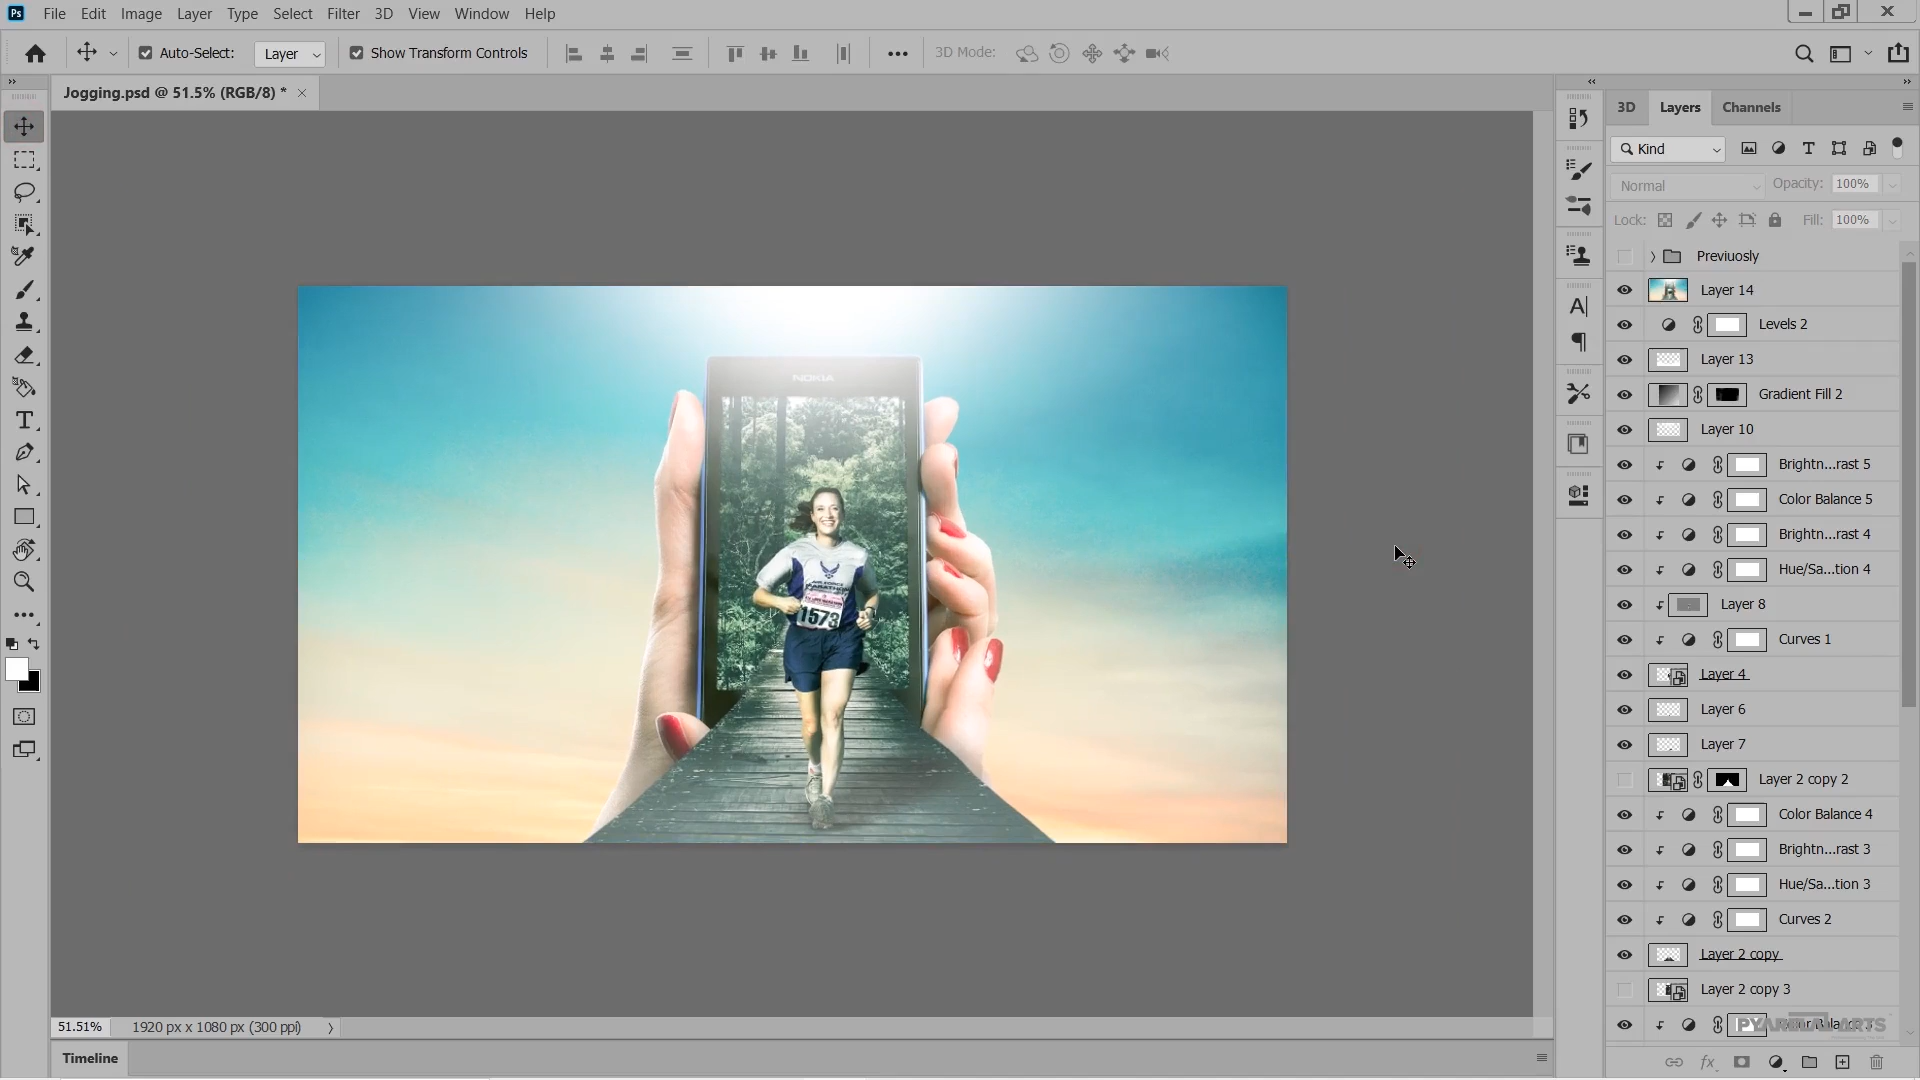 Ps File Edit Image Layer Type Select Filter 3D View Window Help
Auto-Select: Layer Show Transform Controls 3D Mode:
Jogging.psd @ 51.5% (RGB/8) *
3D Layers Channels
Kind
Normal Opacity: 100%
Lock: Fill: 100%
Previuosly
Layer 14
Levels 2
Layer 13
Gradient Fill 2
Layer 10
Brightn...rast 5
Color Balance 5
Brightn...rast 4
Hue/Sa...tion 4
Layer 8
Curves 1
Layer 4
Layer 6
Layer 7
Layer 2 copy 2
Color Balance 4
Brightn...rast 3
Hue/Sa...tion 3
Curves 2
Layer 2 copy
Layer 2 copy 3
NOKIA
AIR FORCE
MARATHON
1573
51.51% 1920 px x 1080 px (300 ppi)
Timeline